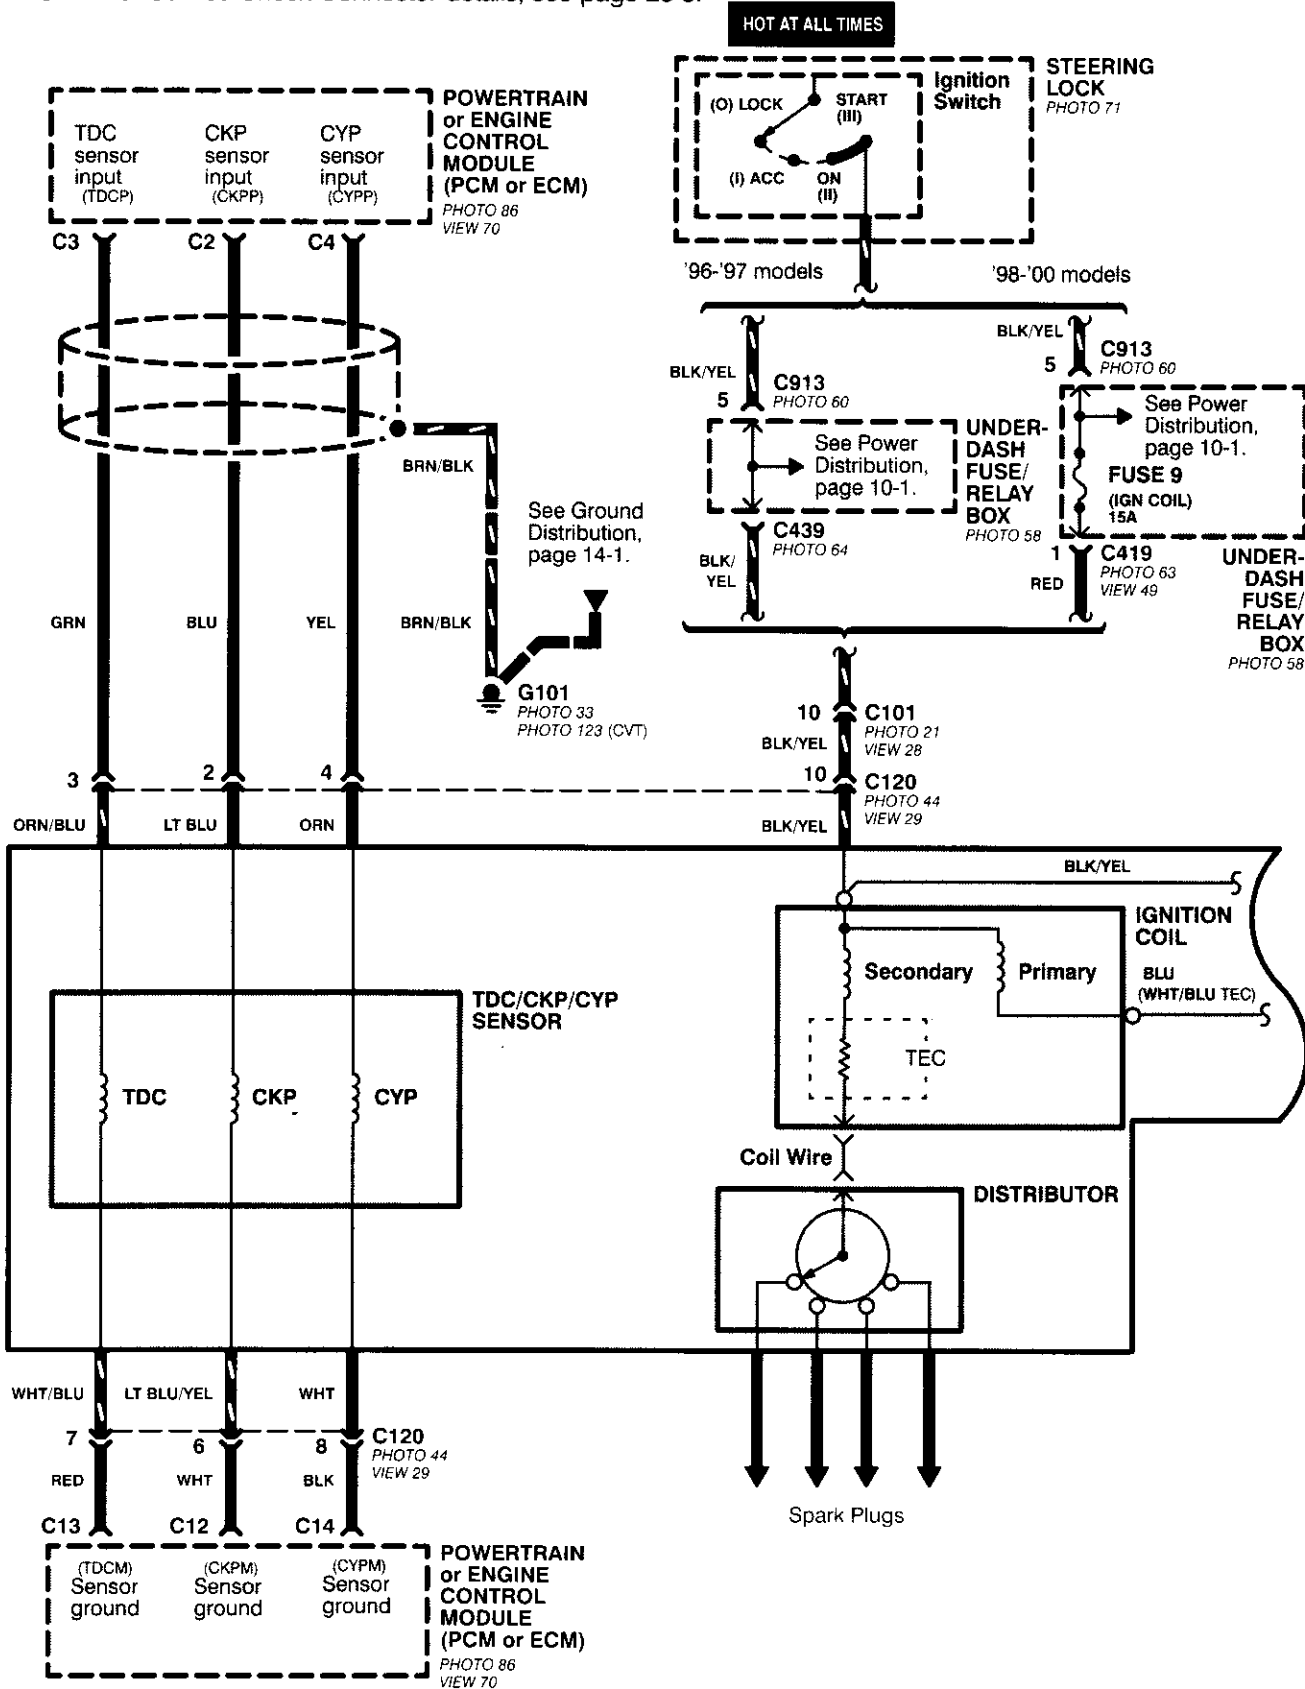 HOT AT ALL TIMES
POWERTRAIN
or ENGINE
CONTROL
MODULE
(PCM or ECM)
PHOTO 86
VIEW 70
TDC
sensor
input
(TDCP)
CKP
sensor
input
(CKPP)
CYP
sensor
input
(CYPP)
C3
C2
C4
Ignition
Switch
STEERING
LOCK
PHOTO 71
(O) LOCK
START
(III)
(I) ACC
ON
(II)
'96-'97 models
'98-'00 models
BLK/YEL
5
C913
PHOTO 60
BLK/YEL
5
C913
PHOTO 60
See Power
Distribution,
page 10-1.
UNDER-
DASH
FUSE/
RELAY
BOX
PHOTO 58
See Power
Distribution,
page 10-1.
FUSE 9
(IGN COIL)
15A
C439
PHOTO 64
BLK/
YEL
1
C419
PHOTO 63
VIEW 49
RED
UNDER-
DASH
FUSE/
RELAY
BOX
PHOTO 58
BRN/BLK
See Ground
Distribution,
page 14-1.
GRN
BLU
YEL
BRN/BLK
G101
PHOTO 33
PHOTO 123 (CVT)
10
C101
PHOTO 21
VIEW 28
BLK/YEL
3
2
4
10
C120
PHOTO 44
VIEW 29
ORN/BLU
LT BLU
ORN
BLK/YEL
BLK/YEL
IGNITION
COIL
Secondary
Primary
BLU
(WHT/BLU TEC)
TEC
TDC/CKP/CYP
SENSOR
TDC
CKP
CYP
Coil Wire
DISTRIBUTOR
WHT/BLU
LT BLU/YEL
WHT
7
6
8
C120
PHOTO 44
VIEW 29
RED
WHT
BLK
C13
C12
C14
Spark Plugs
(TDCM)
Sensor
ground
(CKPM)
Sensor
ground
(CYPM)
Sensor
ground
POWERTRAIN
or ENGINE
CONTROL
MODULE
(PCM or ECM)
PHOTO 86
VIEW 70